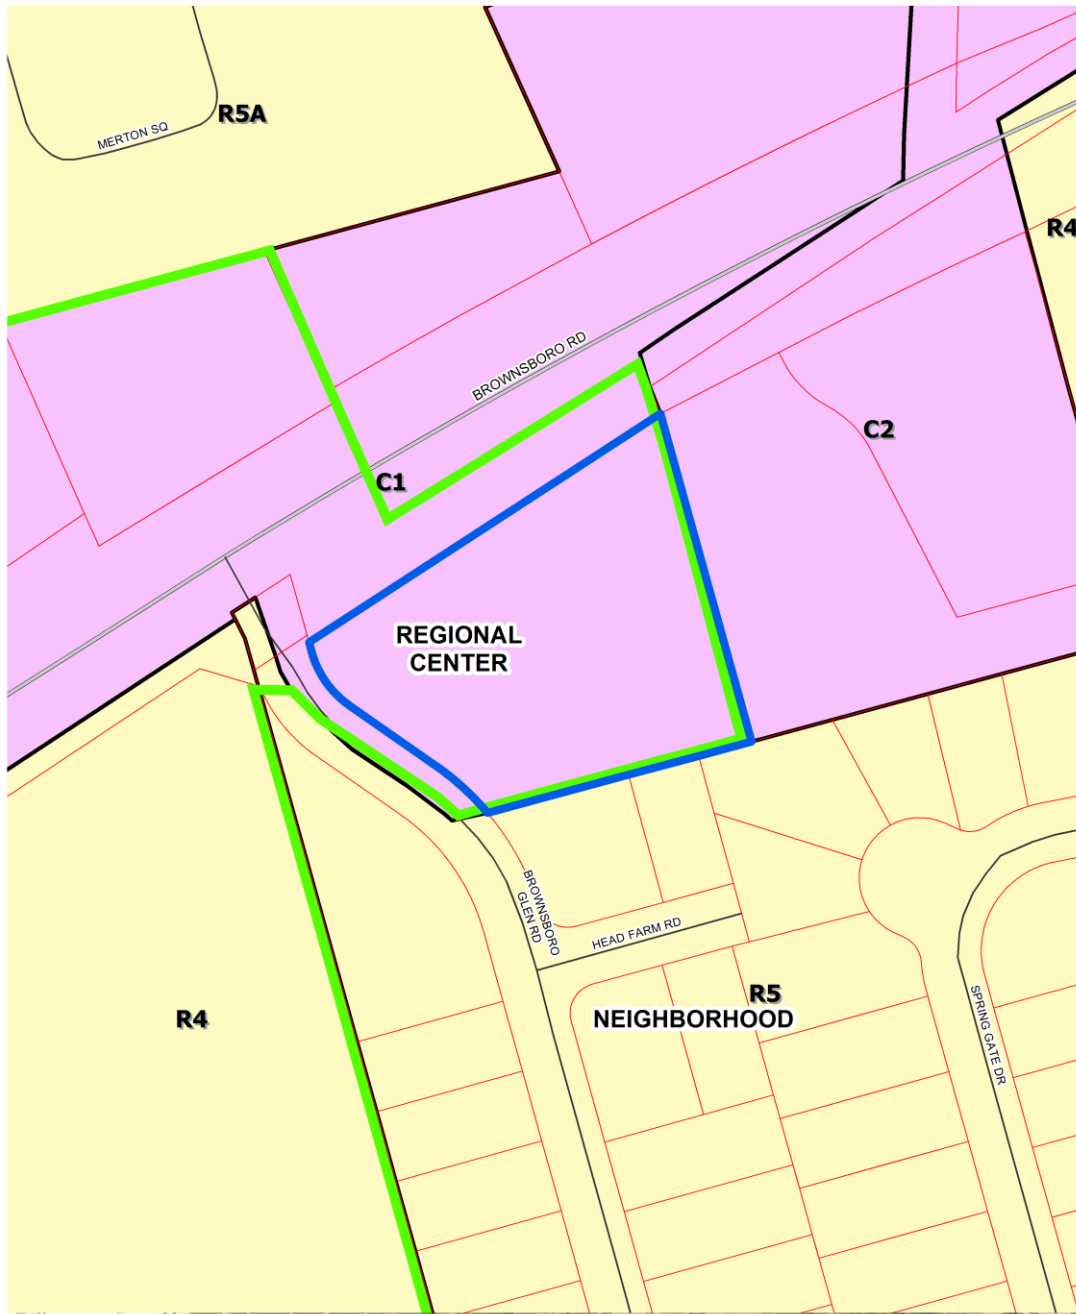 R5A
MERTON SQ
R4
BROWNSBORO RD
C2
C1
REGIONAL
CENTER
BROWNSBORO
GLEN RD
HEAD FARM RD
R5
NEIGHBORHOOD
R4
SPRING GATE DR